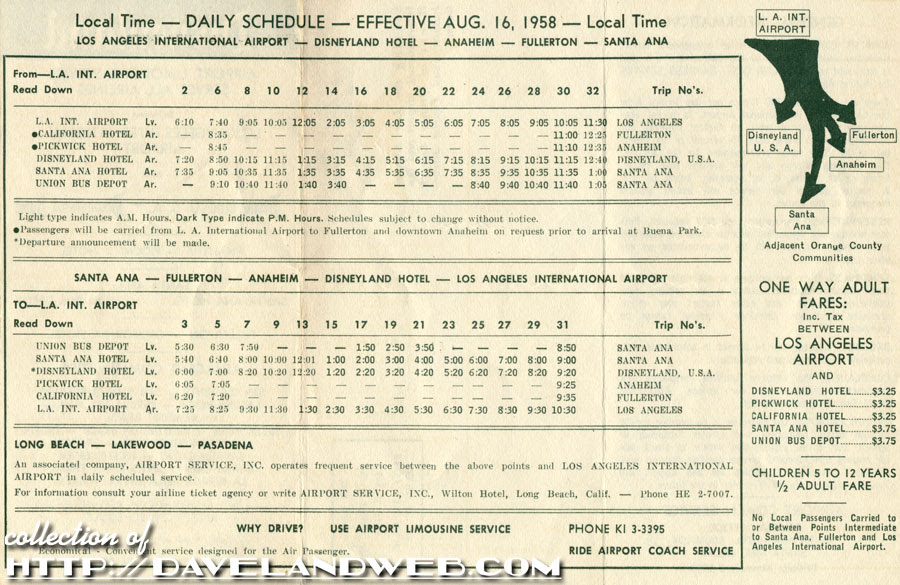 Local Time — DAILY SCHEDULE — EFFECTIVE AUG. 16, 1958 — Local Time
LOS ANGELES INTERNATIONAL AIRPORT — DISNEYLAND HOTEL — ANAHEIM — FULLERTON — SANTA ANA
From—L.A. INT. AIRPORT
Read Down 2 6 8 10 12 14 16 18 20 22 24 26 28 30 32 Trip No's.
L.A. INT. AIRPORT Lv. 6:10 7:40 9:05 10:05 12:05 2:05 3:05 4:05 5:05 6:05 7:05 8:05 9:05 10:05 11:30 LOS ANGELES
●CALIFORNIA HOTEL Ar. — 8:35 — — — — — — — — — — — 11:00 12:25 FULLERTON
●PICKWICK HOTEL Ar. — 8:45 — — — — — — — — — — — 11:10 12:35 ANAHEIM
DISNEYLAND HOTEL Ar. 7:20 8:50 10:15 11:15 1:15 3:15 4:15 5:15 6:15 7:15 8:15 9:15 10:15 11:15 12:40 DISNEYLAND, U.S.A.
SANTA ANA HOTEL Ar. 7:35 9:05 10:35 11:35 1:35 3:35 4:35 5:35 6:35 7:35 8:35 9:35 10:35 11:35 1:00 SANTA ANA
UNION BUS DEPOT Ar. — 9:10 10:40 11:40 1:40 3:40 — — — — 8:40 9:40 10:40 11:40 1:05 SANTA ANA
Light type indicates A.M. Hours. Dark Type indicate P.M. Hours. Schedules subject to change without notice.
●Passengers will be carried from L. A. International Airport to Fullerton and downtown Anaheim on request prior to arrival at Buena Park.
*Departure announcement will be made.
SANTA ANA — FULLERTON — ANAHEIM — DISNEYLAND HOTEL — LOS ANGELES INTERNATIONAL AIRPORT
TO—L.A. INT. AIRPORT
Read Down 3 5 7 9 13 15 17 19 21 23 25 27 29 31 Trip No's.
UNION BUS DEPOT Lv. 5:30 6:30 7:50 — — — 1:50 2:50 3:50 — — — — 8:50 SANTA ANA
SANTA ANA HOTEL Lv. 5:40 6:40 8:00 10:00 12:01 1:00 2:00 3:00 4:00 5:00 6:00 7:00 8:00 9:00 SANTA ANA
*DISNEYLAND HOTEL Lv. 6:00 7:00 8:20 10:20 12:20 1:20 2:20 3:20 4:20 5:20 6:20 7:20 8:20 9:20 DISNEYLAND, U.S.A.
PICKWICK HOTEL Lv. 6:05 7:05 — — — — — — — — — — — 9:25 ANAHEIM
CALIFORNIA HOTEL Lv. 6:20 7:20 — — — — — — — — — — — 9:35 FULLERTON
L.A. INT. AIRPORT Ar. 7:25 8:25 9:30 11:30 1:30 2:30 3:30 4:30 5:30 6:30 7:30 8:30 9:30 10:30 LOS ANGELES
LONG BEACH — LAKEWOOD — PASADENA
An associated company, AIRPORT SERVICE, INC. operates frequent service between the above points and LOS ANGELES INTERNATIONAL
AIRPORT in daily scheduled service.
For information consult your airline ticket agency or write AIRPORT SERVICE, INC., Wilton Hotel, Long Beach, Calif. — Phone HE 2-7007.
WHY DRIVE? USE AIRPORT LIMOUSINE SERVICE PHONE KI 3-3395
Economical - Convenient service designed for the Air Passenger. RIDE AIRPORT COACH SERVICE
L. A. INT.
AIRPORT
Disneyland
U. S. A.
Fullerton
Anaheim
Santa
Ana
Adjacent Orange County
Communities
ONE WAY ADULT
FARES:
Inc. Tax
BETWEEN
LOS ANGELES
AIRPORT
AND
DISNEYLAND HOTEL........$3.25
PICKWICK HOTEL............$3.25
CALIFORNIA HOTEL........$3.25
SANTA ANA HOTEL........$3.75
UNION BUS DEPOT........$3.75
CHILDREN 5 TO 12 YEARS
½ ADULT FARE
No Local Passengers Carried to
or Between Points Intermediate
to Santa Ana, Fullerton and Los
Angeles International Airport.
collection of
HTTP://DAVELANDWEB.COM/